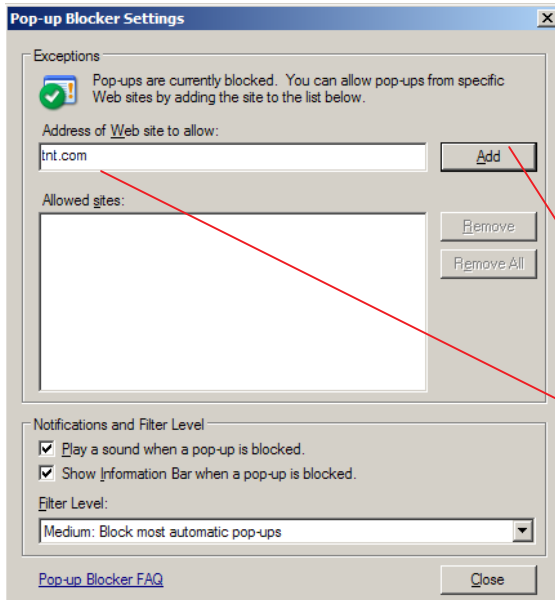 Pop-up Blocker Settings
Exceptions
Pop-ups are currently blocked. You can allow pop-ups from specific
Web sites by adding the site to the list below.
Address of Web site to allow:
tnt.com
Add
Allowed sites:
Remove
Remove All
Notifications and Filter Level
Play a sound when a pop-up is blocked.
Show Information Bar when a pop-up is blocked.
Filter Level:
Medium: Block most automatic pop-ups
Pop-up Blocker FAQ
Close